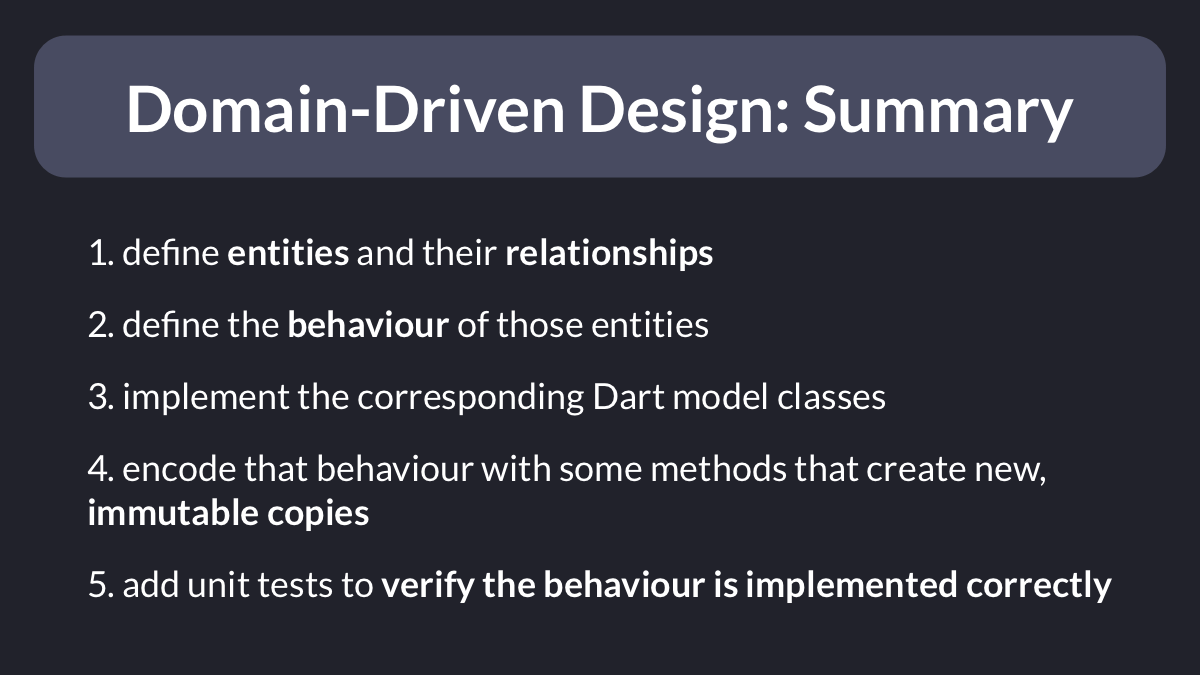 Domain-Driven Design: Summary
1. define entities and their relationships
2. define the behaviour of those entities
3. implement the corresponding Dart model classes
4. encode that behaviour with some methods that create new,
immutable copies
5. add unit tests to verify the behaviour is implemented correctly